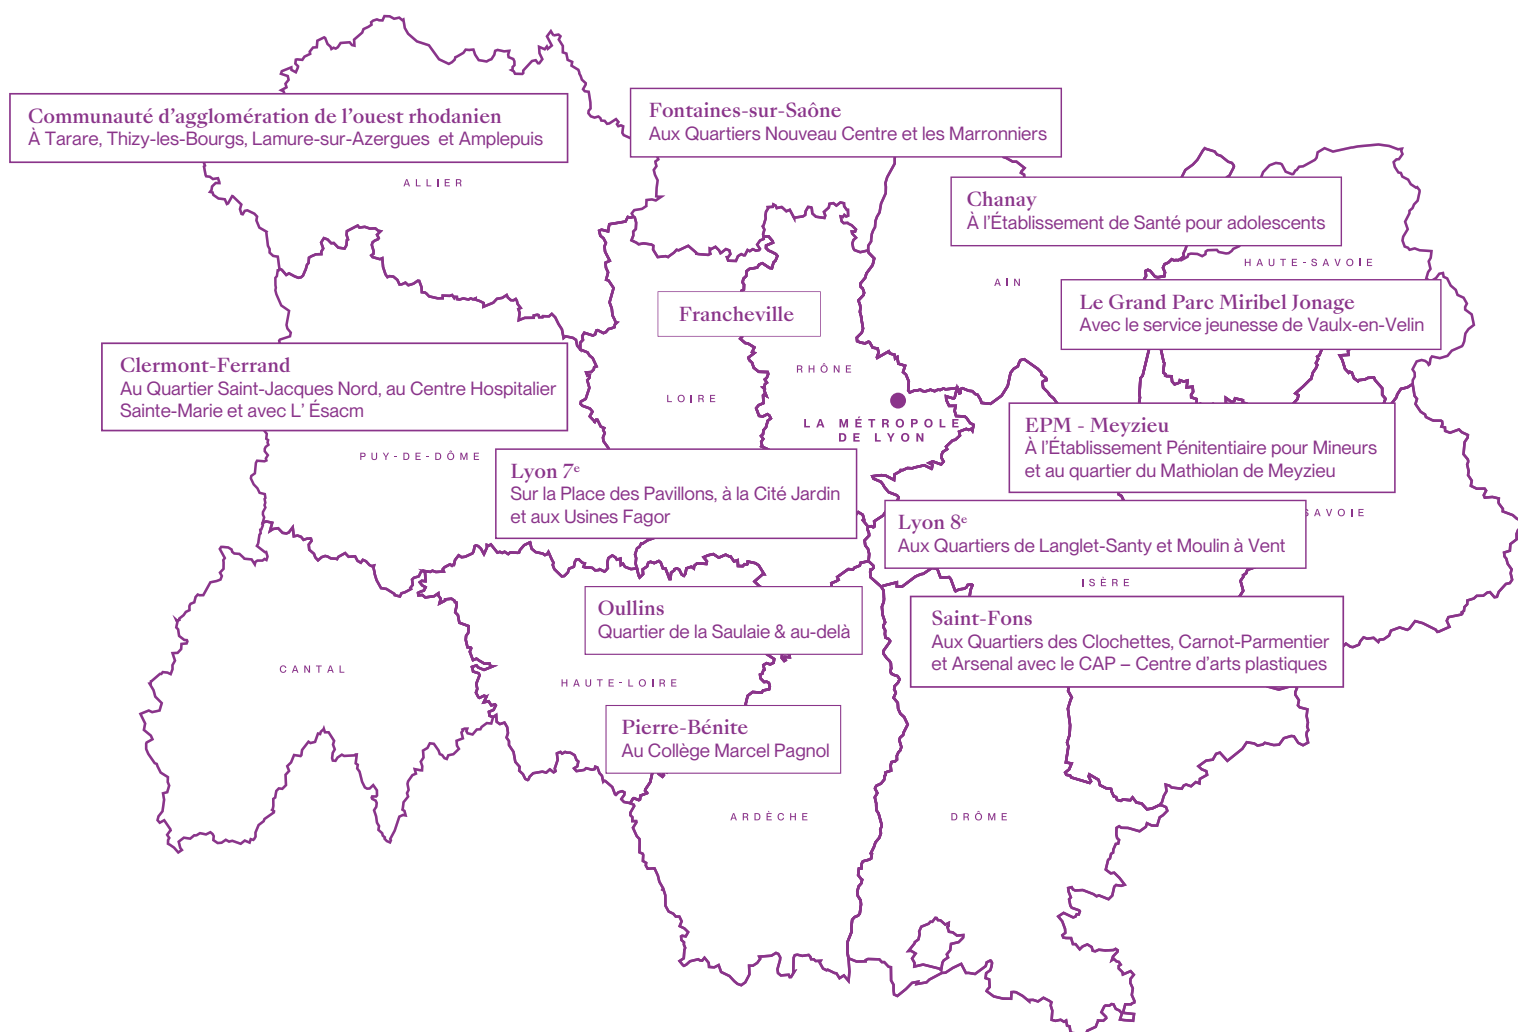 Communauté d’agglomération de l’ouest rhodanien
À Tarare, Thizy-les-Bourgs, Lamure-sur-Azergues et Amplepuis
Fontaines-sur-Saône
Aux Quartiers Nouveau Centre et les Marronniers
ALLIER
Chanay
À l’Établissement de Santé pour adolescents
HAUTE-SAVOIE
AIN
Le Grand Parc Miribel Jonage
Avec le service jeunesse de Vaulx-en-Velin
Francheville
Clermont-Ferrand
Au Quartier Saint-Jacques Nord, au Centre Hospitalier
Sainte-Marie et avec L’ Ésacm
RHÔNE
LOIRE
LA MÉTROPOLE
DE LYON
EPM - Meyzieu
À l’Établissement Pénitentiaire pour Mineurs
et au quartier du Mathiolan de Meyzieu
PUY-DE-DÔME
Lyon 7e
Sur la Place des Pavillons, à la Cité Jardin
et aux Usines Fagor
SAVOIE
Lyon 8e
Aux Quartiers de Langlet-Santy et Moulin à Vent
ISÈRE
Oullins
Quartier de la Saulaie & au-delà
Saint-Fons
Aux Quartiers des Clochettes, Carnot-Parmentier
et Arsenal avec le CAP – Centre d’arts plastiques
CANTAL
HAUTE-LOIRE
Pierre-Bénite
Au Collège Marcel Pagnol
ARDÈCHE
DRÔME